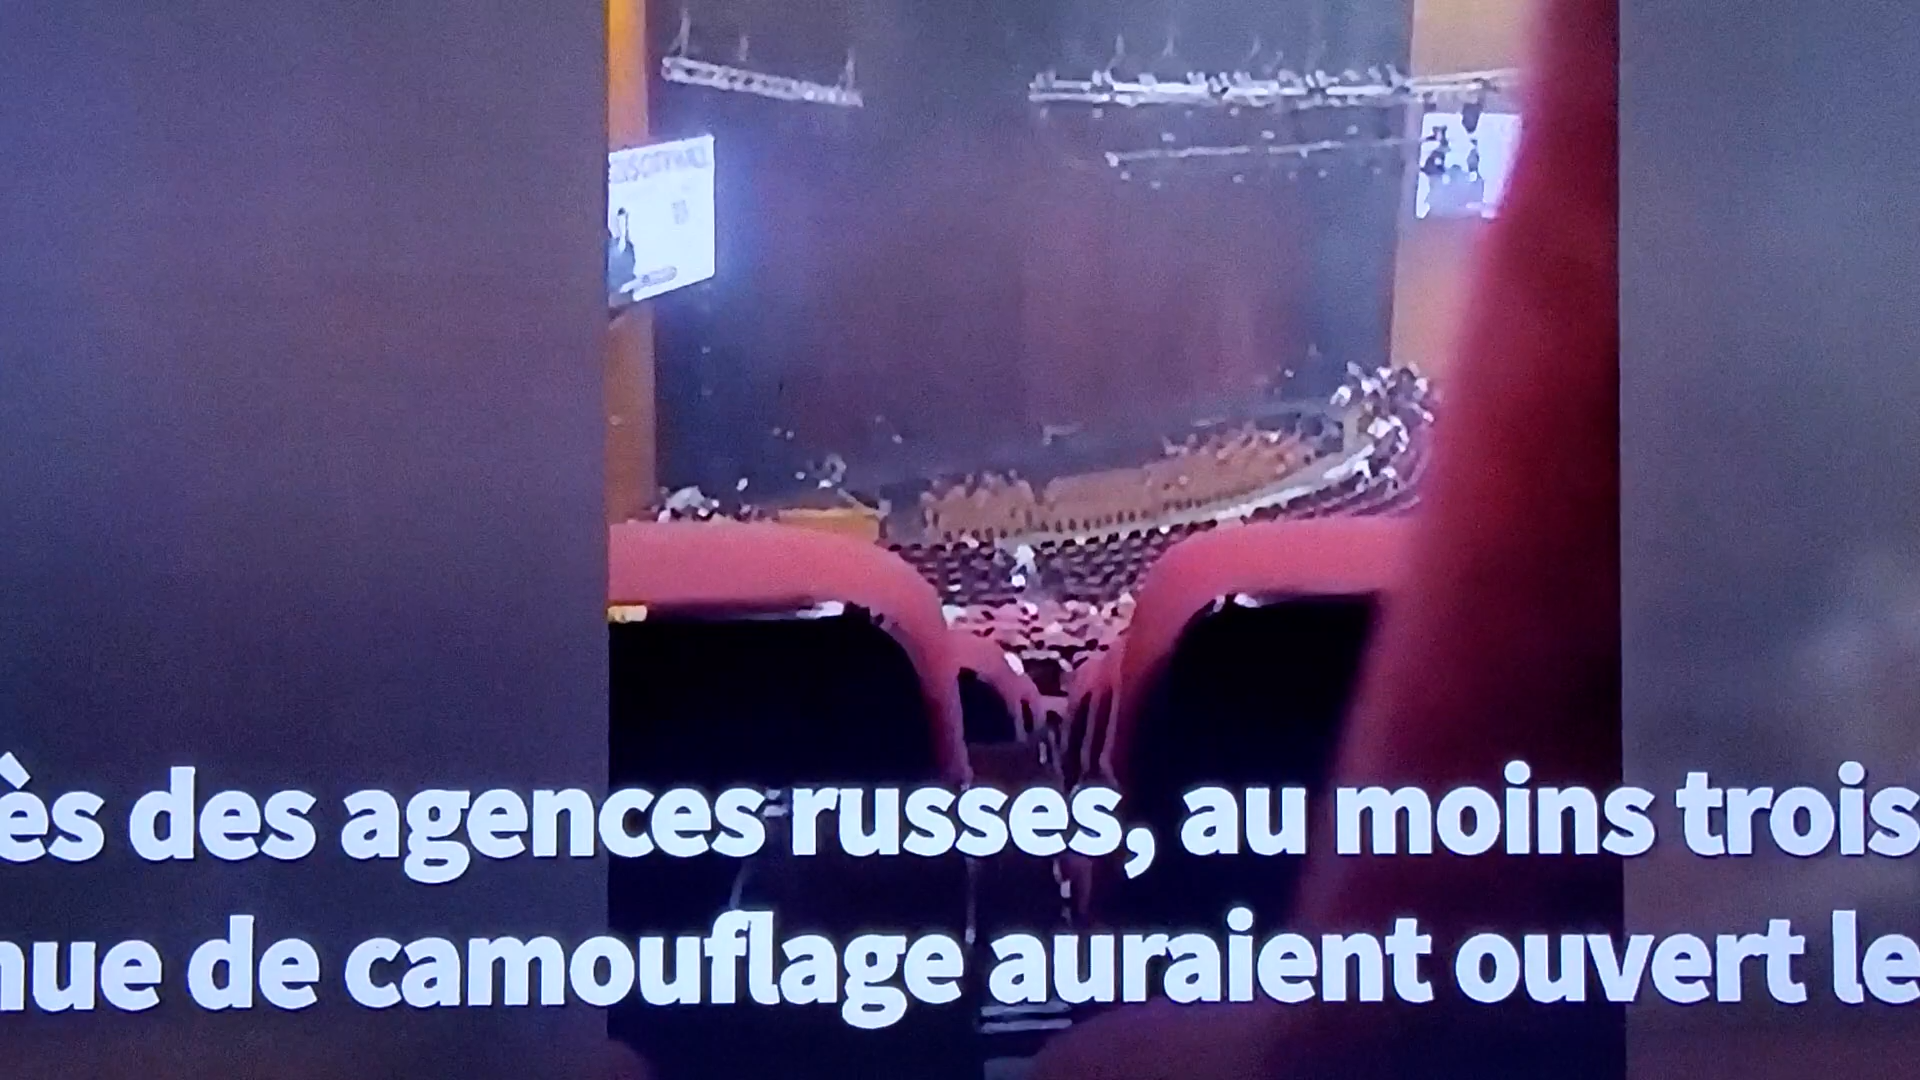 ès des agences russes, au moins trois
nue de camouflage auraient ouvert le